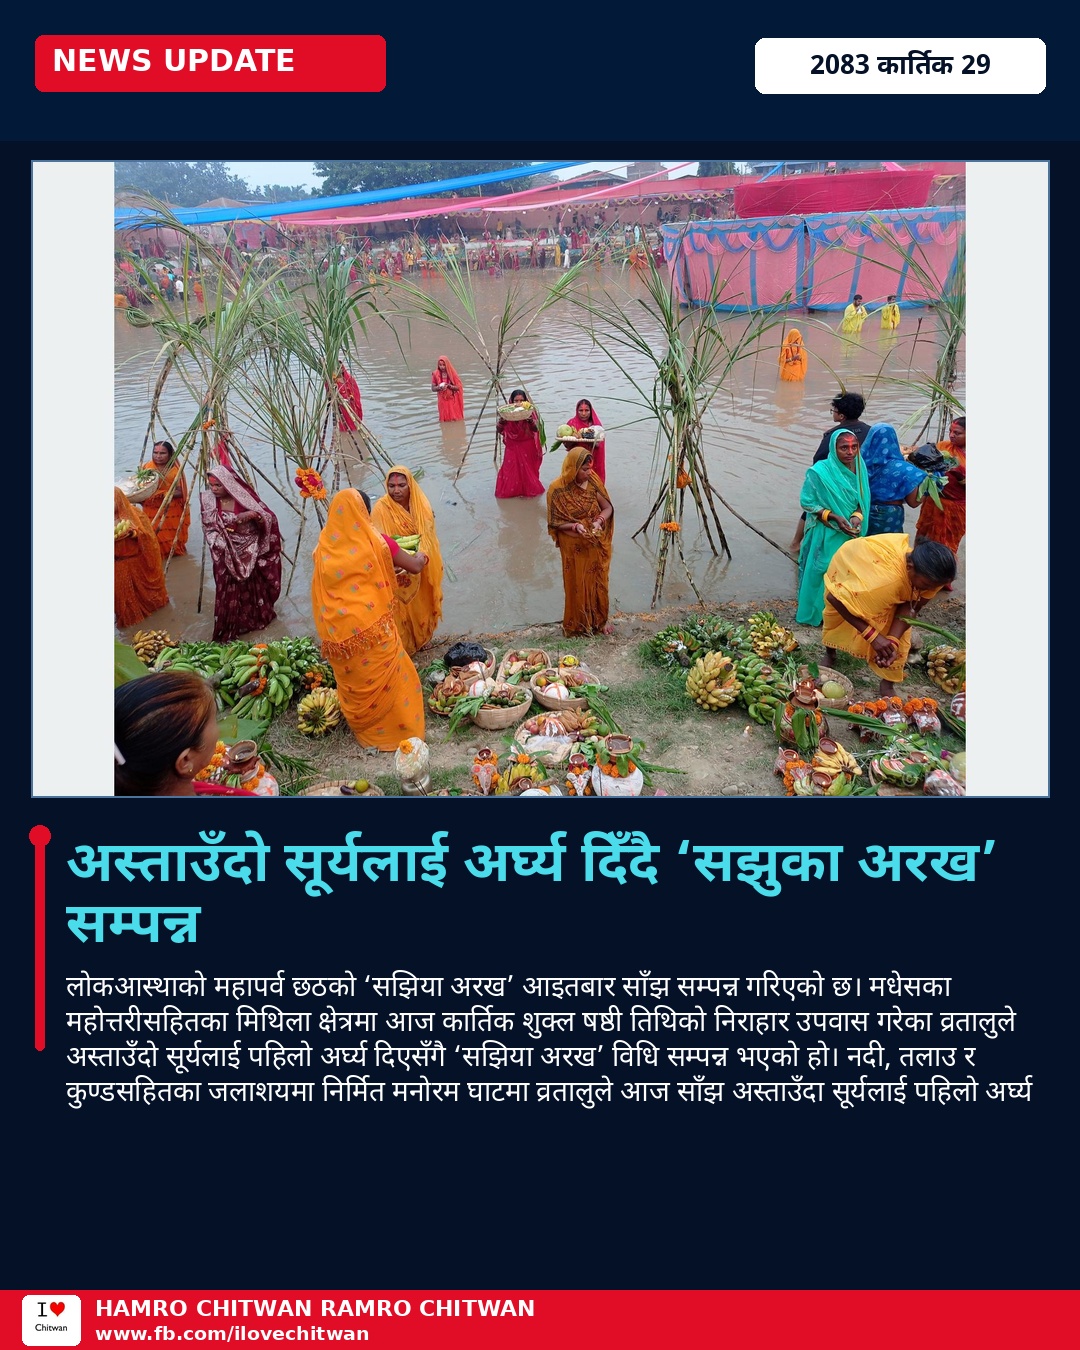 NEWS UPDATE
2083 कार्तिक 29
अस्ताउँदो सूर्यलाई अर्घ्य दिँदै ‘सझुका अरख’
सम्पन्न
लोकआस्थाको महापर्व छठको ‘सझिया अरख’ आइतबार साँझ सम्पन्न गरिएको छ। मधेसका
महोत्तरीसहितका मिथिला क्षेत्रमा आज कार्तिक शुक्ल षष्ठी तिथिको निराहार उपवास गरेका व्रतालुले
अस्ताउँदो सूर्यलाई पहिलो अर्घ्य दिएसँगै ‘सझिया अरख’ विधि सम्पन्न भएको हो। नदी, तलाउ र
कुण्डसहितका जलाशयमा निर्मित मनोरम घाटमा व्रतालुले आज साँझ अस्ताउँदा सूर्यलाई पहिलो अर्घ्य
I❤
Chitwan
HAMRO CHITWAN RAMRO CHITWAN
www.fb.com/ilovechitwan